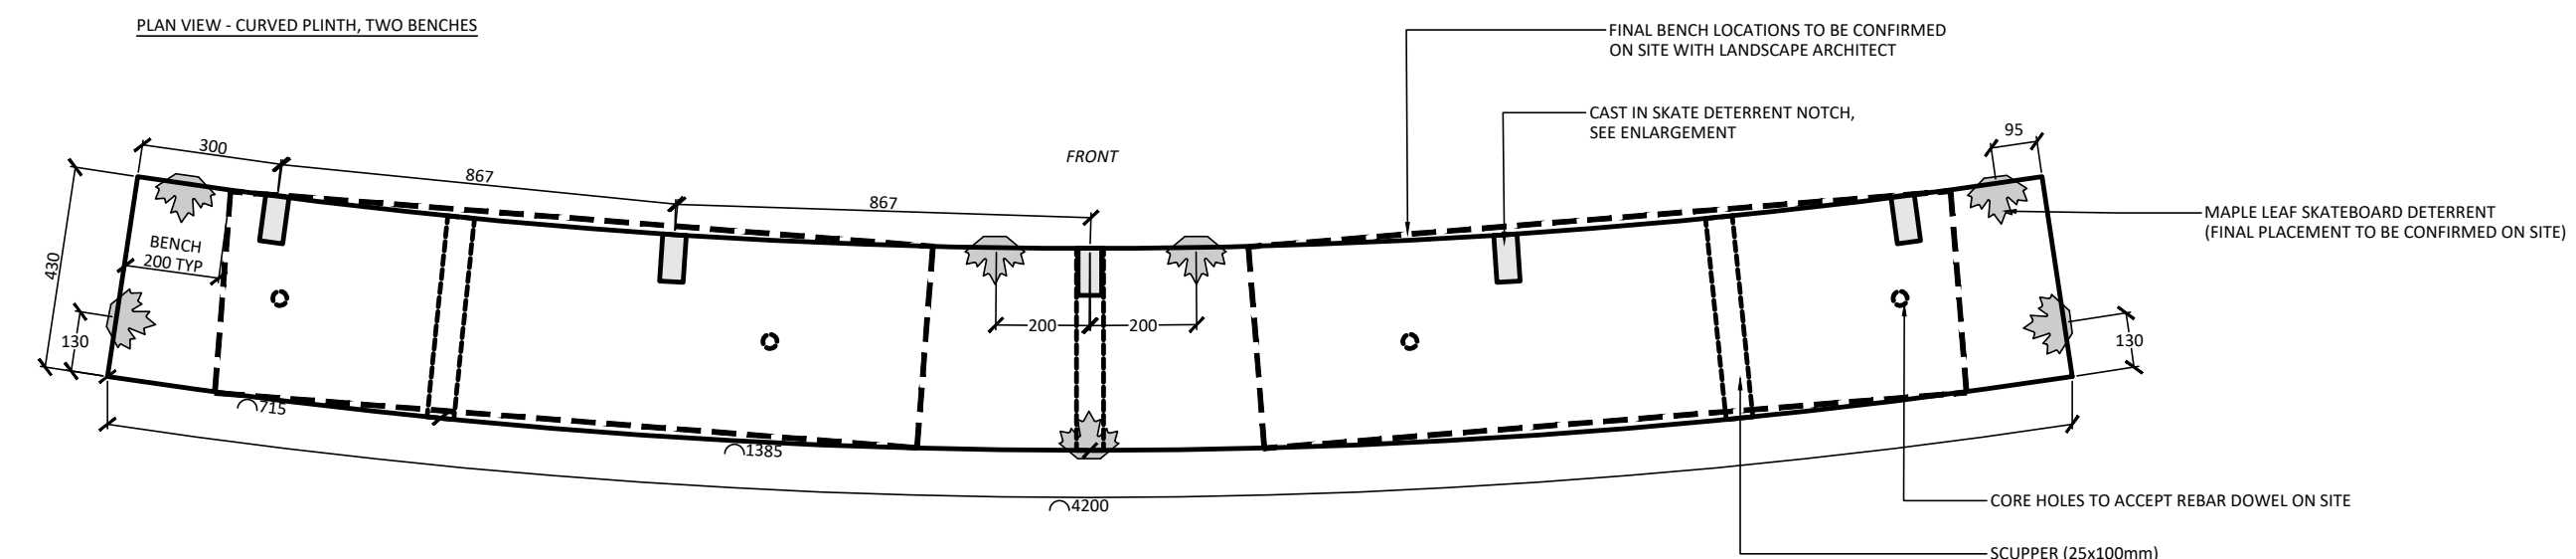 PLAN VIEW - CURVED PLINTH, TWO BENCHES
FINAL BENCH LOCATIONS TO BE CONFIRMED
ON SITE WITH LANDSCAPE ARCHITECT
CAST IN SKATE DETERRENT NOTCH,
SEE ENLARGEMENT
FRONT
95
300
867
867
MAPLE LEAF SKATEBOARD DETERRENT
(FINAL PLACEMENT TO BE CONFIRMED ON SITE)
BENCH
200 TYP
430
130
200
200
130
715
1385
4200
CORE HOLES TO ACCEPT REBAR DOWEL ON SITE
SCUPPER (25x100mm)